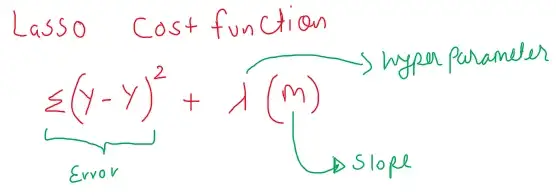 Lasso Cost function
Σ(Y-Y)² + λ(m)
hyper Parameter
Error
Slope